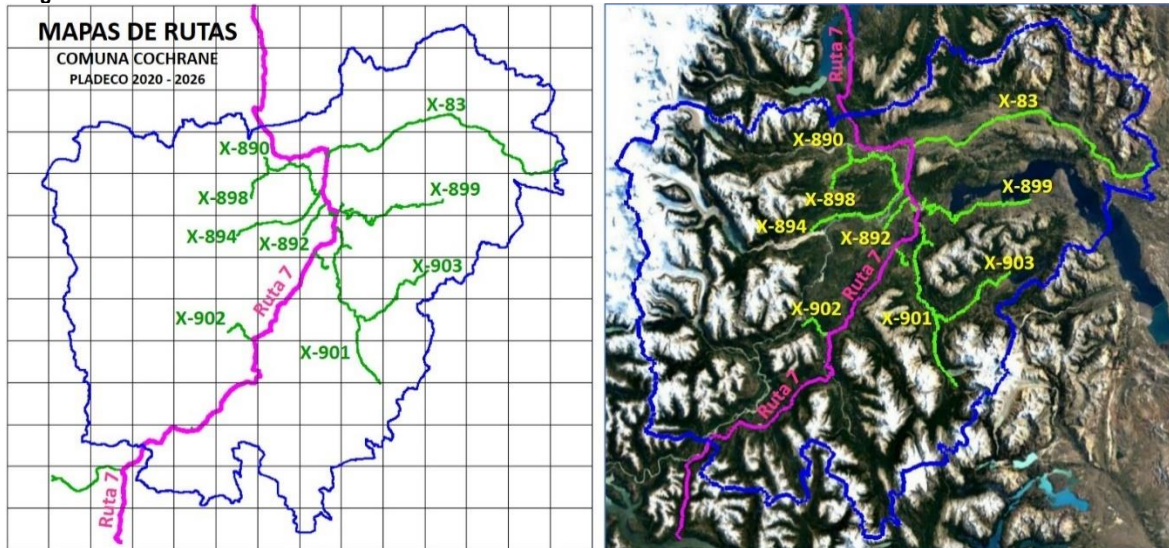 MAPAS DE RUTAS
COMUNA COCHRANE
PLADECO 2020 - 2026
X-83
X-890
X-899
X-898
X-894
X-892
X-903
Ruta 7
X-902
X-901
Ruta 7
Ruta 7
X-83
X-890
X-899
X-898
X-894
X-892
X-903
Ruta 7
X-902
X-901
Ruta 7